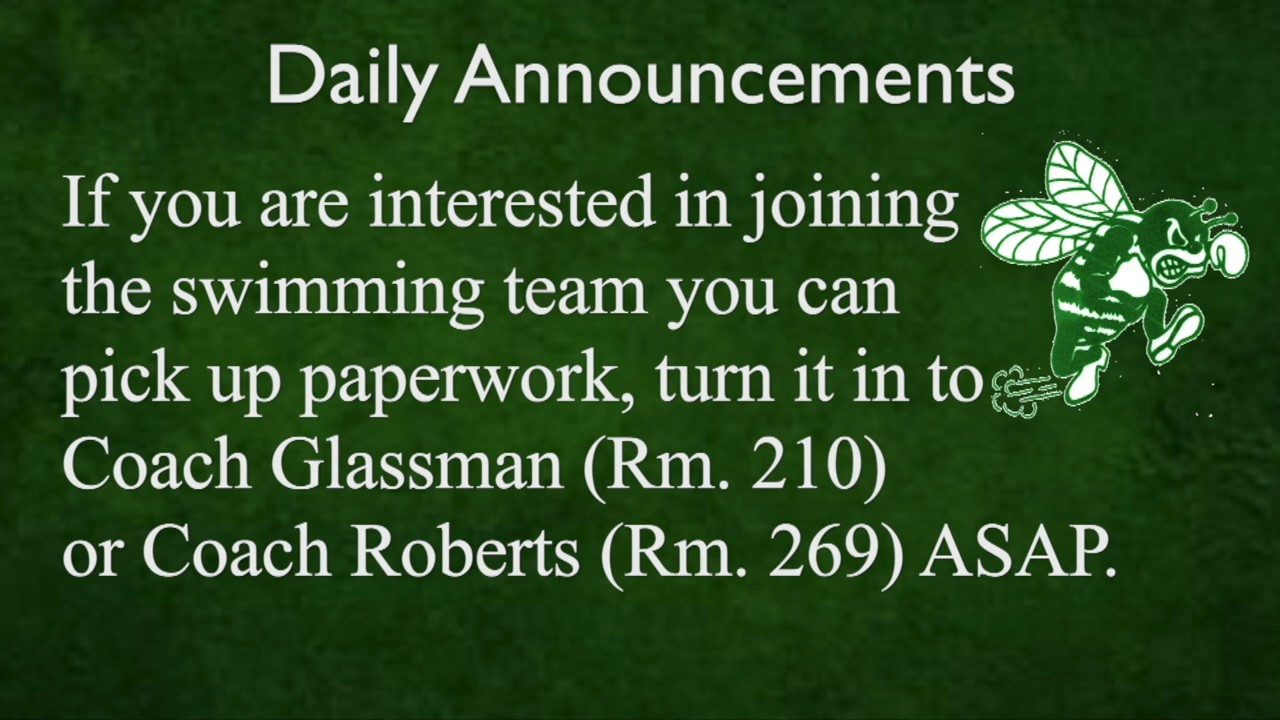 Daily Announcements
If you are interested in joining
the swimming team you can
pick up paperwork, turn it in to
Coach Glassman (Rm. 210)
or Coach Roberts (Rm. 269) ASAP.